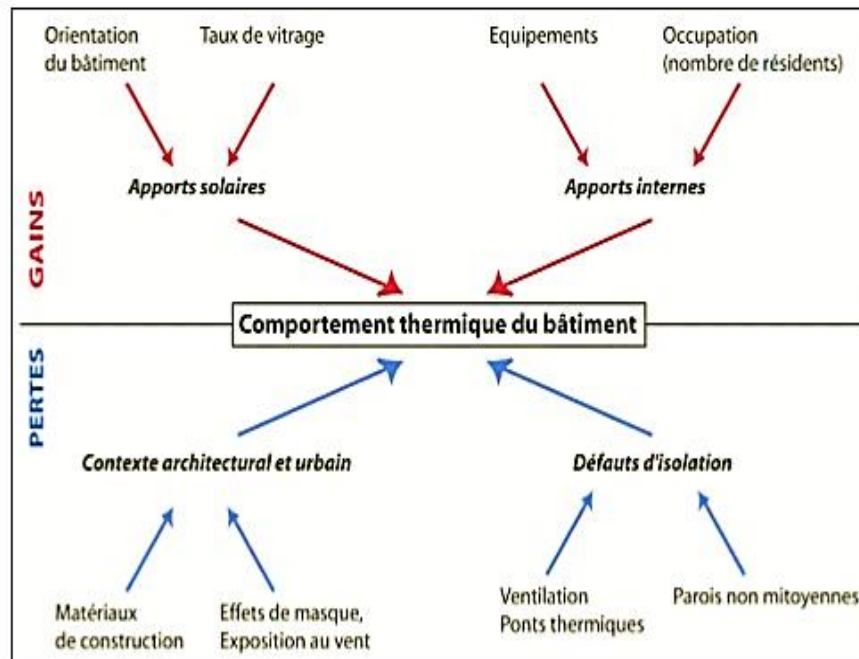 Orientation
du bâtiment
Taux de vitrage
Equipements
Occupation
(nombre de résidents)
Apports solaires
Apports internes
GAINS
Comportement thermique du bâtiment
PERTES
Contexte architectural et urbain
Défauts d'isolation
Matériaux
de construction
Effets de masque,
Exposition au vent
Ventilation
Ponts thermiques
Parois non mitoyennes